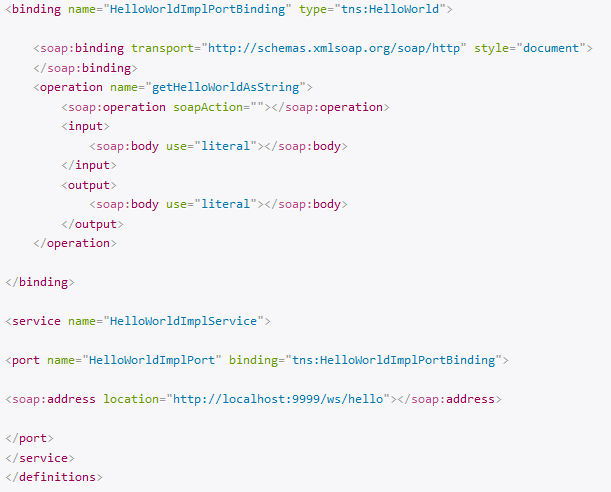 <binding name="HelloWorldImplPortBinding" type="tns:HelloWorld">
<soap:binding transport="http://schemas.xmlsoap.org/soap/http" style="document">
</soap:binding>
<operation name="getHelloWorldAsString">
<soap:operation soapAction=""></soap:operation>
<input>
<soap:body use="literal"></soap:body>
</input>
<output>
<soap:body use="literal"></soap:body>
</output>
</operation>
</binding>
<service name="HelloWorldImplService">
<port name="HelloWorldImplPort" binding="tns:HelloWorldImplPortBinding">
<soap:address location="http://localhost:9999/ws/hello"></soap:address>
</port>
</service>
</definitions>